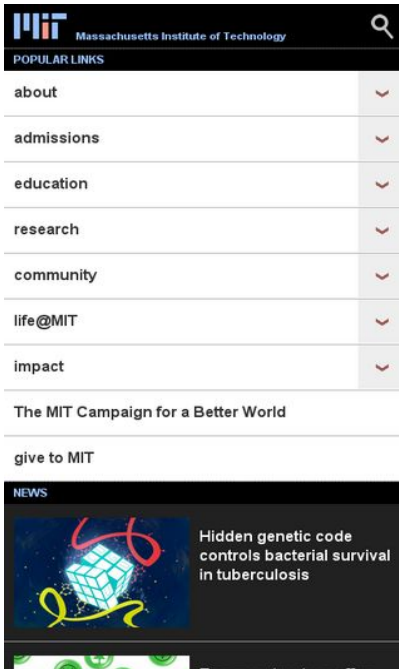 MIT Massachusetts Institute of Technology
POPULAR LINKS
about
admissions
education
research
community
life@MIT
impact
The MIT Campaign for a Better World
give to MIT
NEWS
Hidden genetic code
controls bacterial survival
in tuberculosis